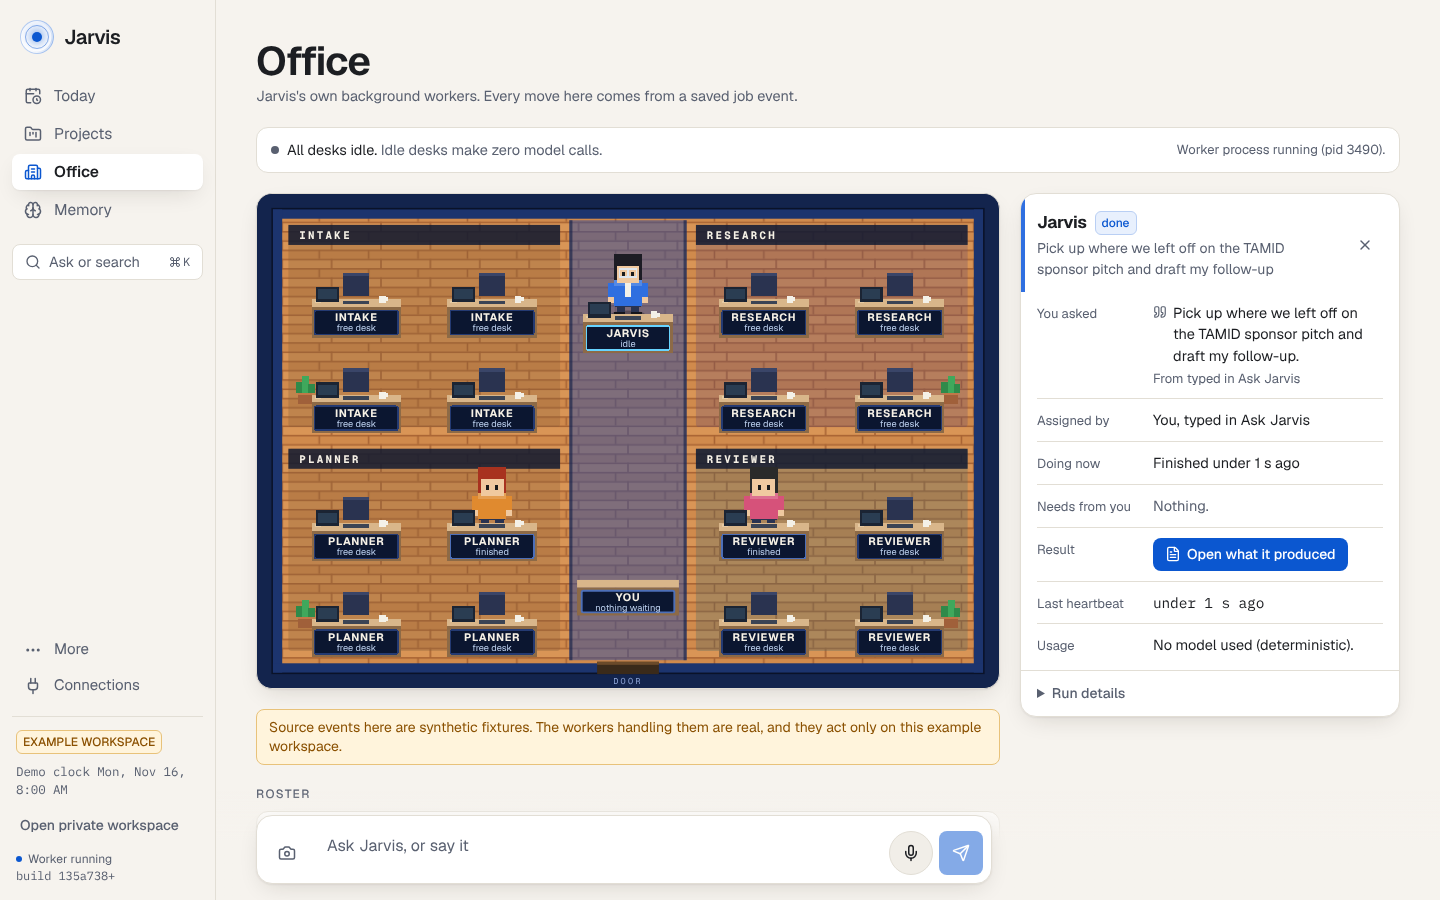 Jarvis
Today
Projects
Office
Memory
Ask or search ⌘K
More
Connections
EXAMPLE WORKSPACE
Demo clock Mon, Nov 16,
8:00 AM
Open private workspace
Worker running
build 135a738+
Office
Jarvis's own background workers. Every move here comes from a saved job event.
All desks idle. Idle desks make zero model calls.
Worker process running (pid 3490).
INTAKE
INTAKE
free desk
INTAKE
free desk
INTAKE
free desk
INTAKE
free desk
JARVIS
idle
RESEARCH
RESEARCH
free desk
RESEARCH
free desk
RESEARCH
free desk
RESEARCH
free desk
PLANNER
PLANNER
free desk
PLANNER
finished
PLANNER
free desk
PLANNER
free desk
YOU
nothing waiting
REVIEWER
REVIEWER
finished
REVIEWER
free desk
REVIEWER
free desk
REVIEWER
free desk
DOOR
Source events here are synthetic fixtures. The workers handling them are real, and they act only on this example
workspace.
ROSTER
Ask Jarvis, or say it
Jarvis done
Pick up where we left off on the TAMID
sponsor pitch and draft my follow-up
You asked
Pick up where we left off on
the TAMID sponsor pitch and
draft my follow-up.
From typed in Ask Jarvis
Assigned by You, typed in Ask Jarvis
Doing now Finished under 1 s ago
Needs from you Nothing.
Result Open what it produced
Last heartbeat under 1 s ago
Usage No model used (deterministic).
Run details